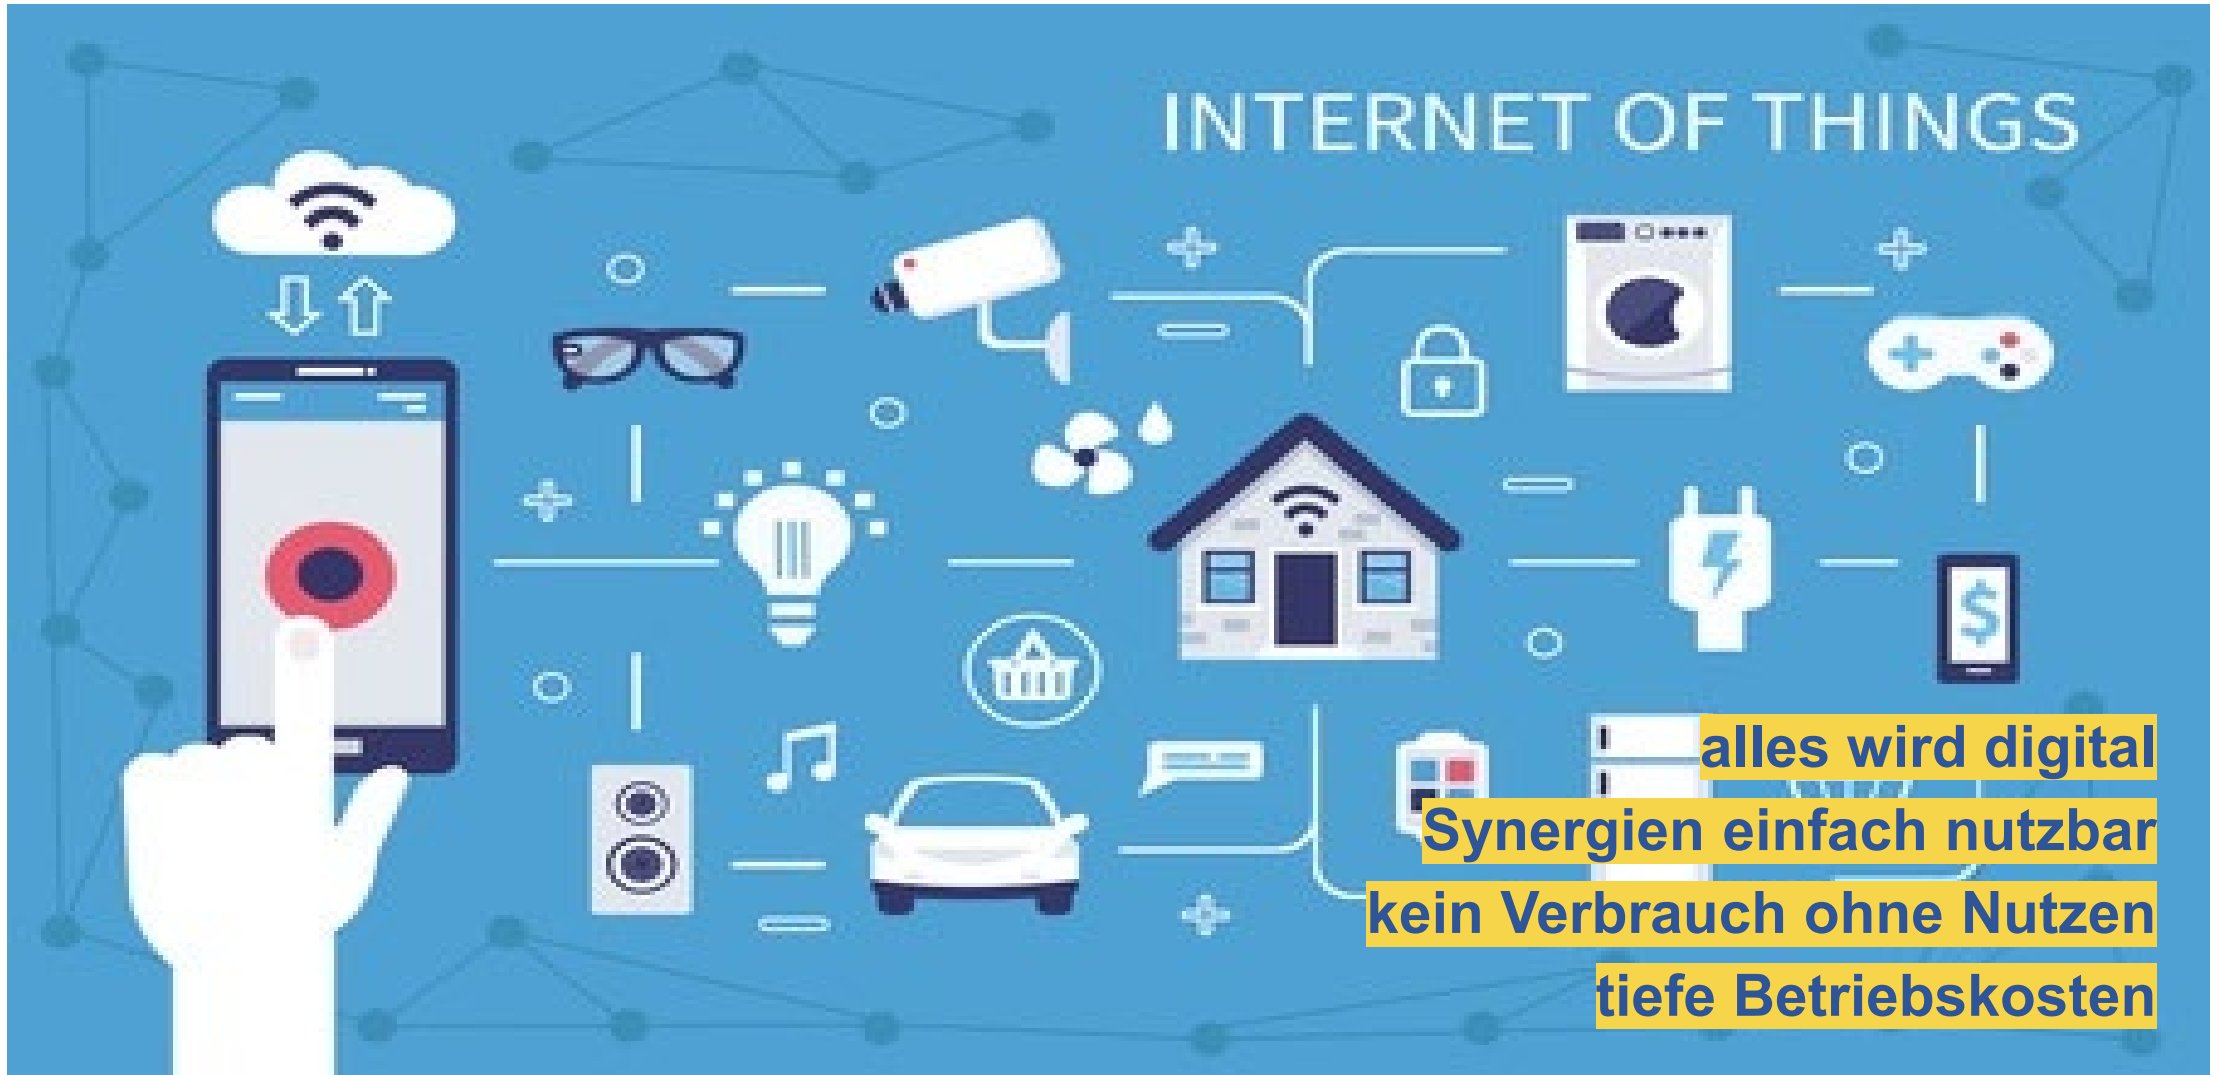 INTERNET OF THINGS
$
alles wird digital
Synergien einfach nutzbar
kein Verbrauch ohne Nutzen
tiefe Betriebskosten